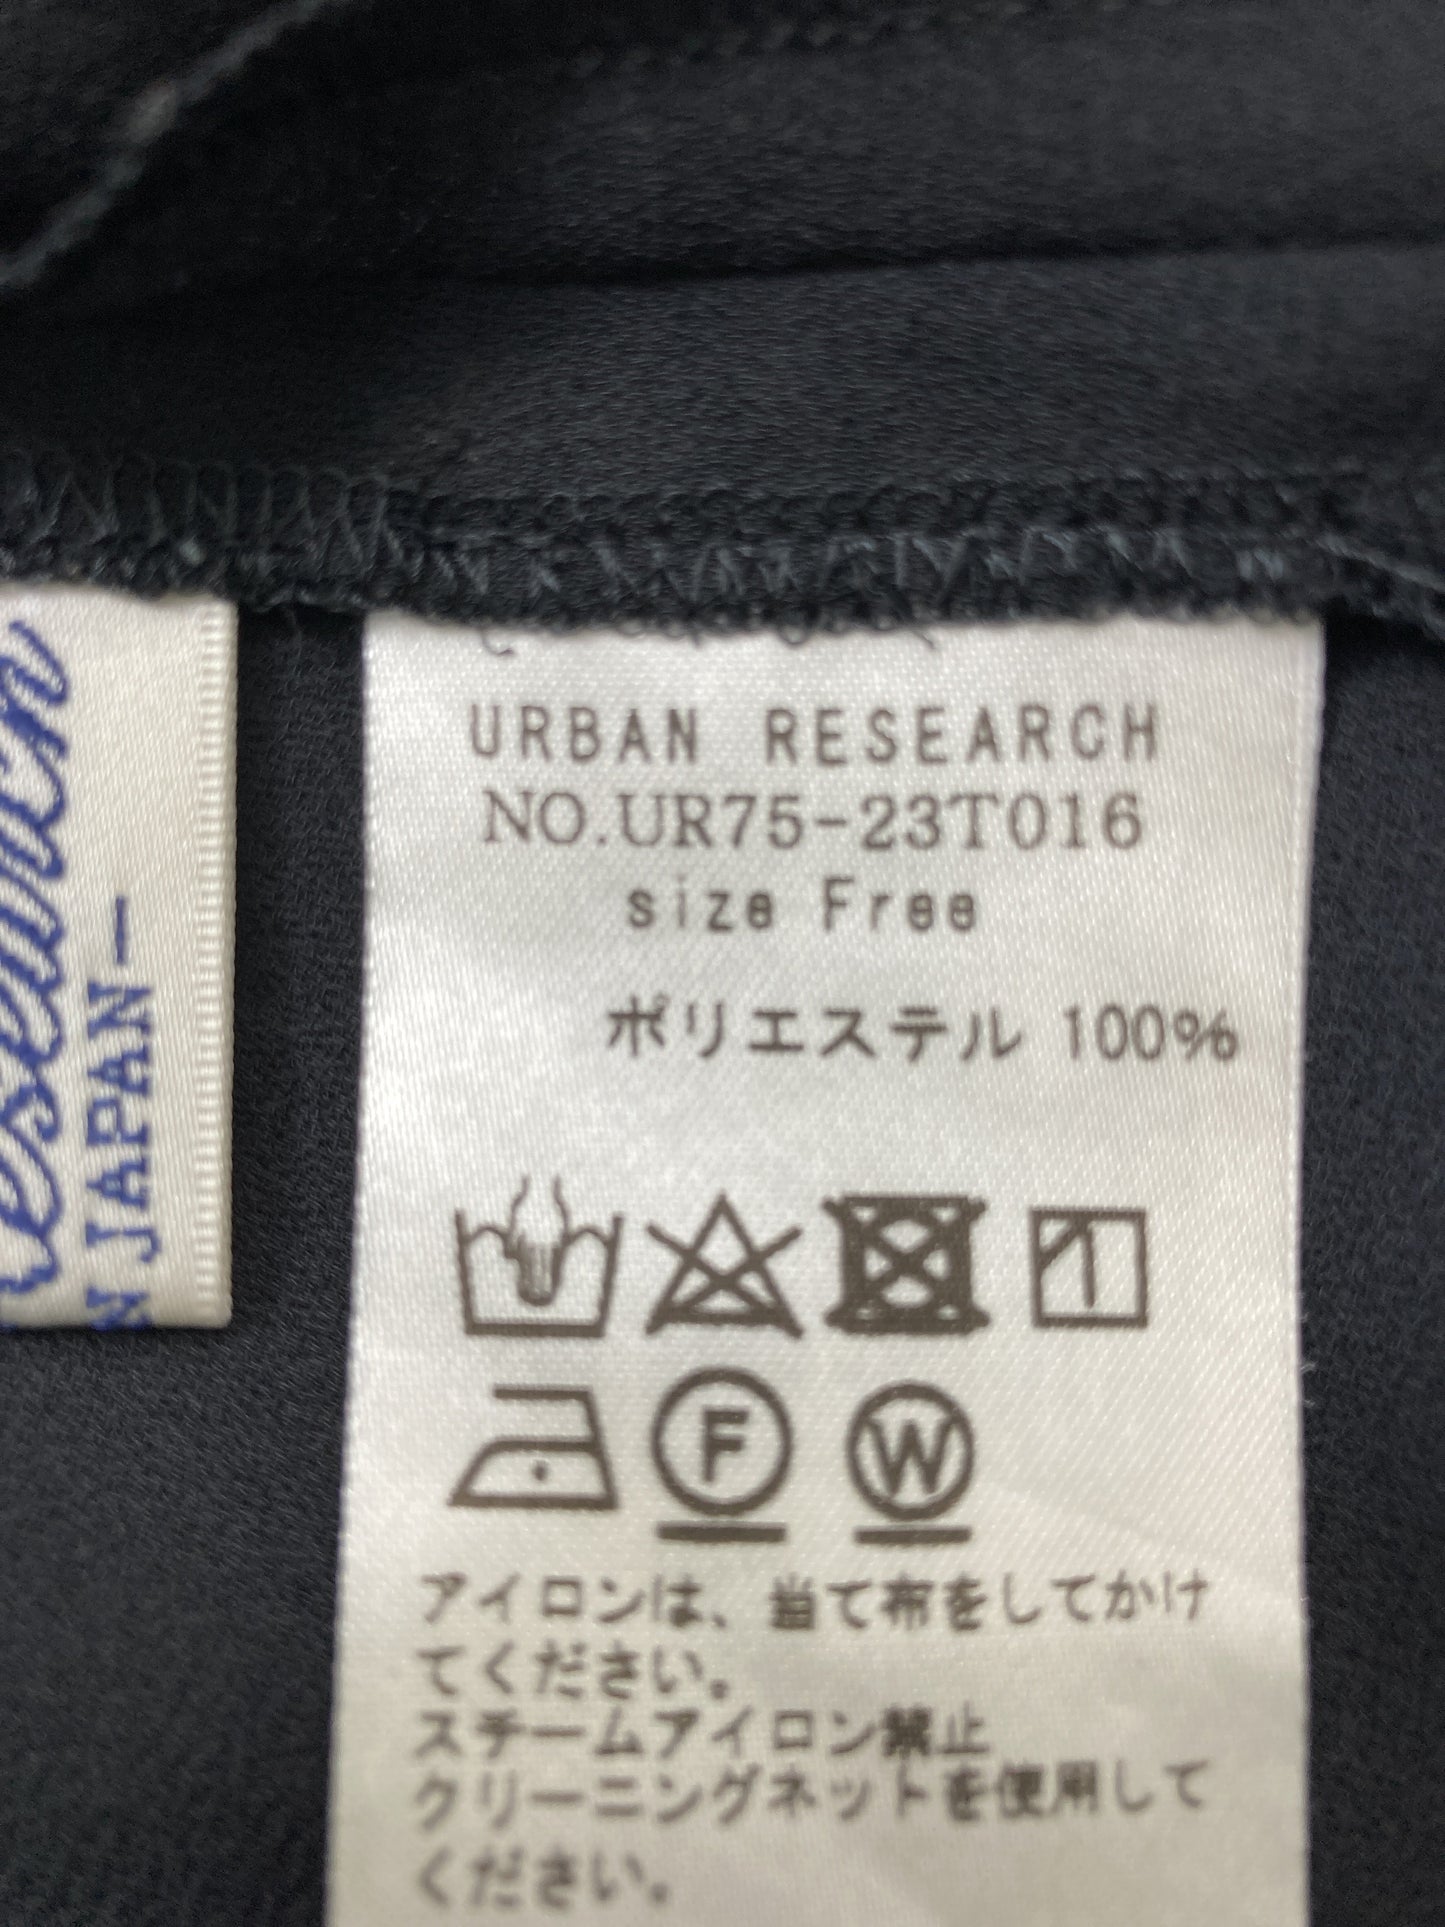 URBAN RESEARCH
NO.UR75-23T016
size Free
ポリエステル 100%
F
W
アイロンは、当て布をしてかけ
てください。
スチームアイロン禁止
クリーニングネットを使用して
ください。
Research
N JAPAN-